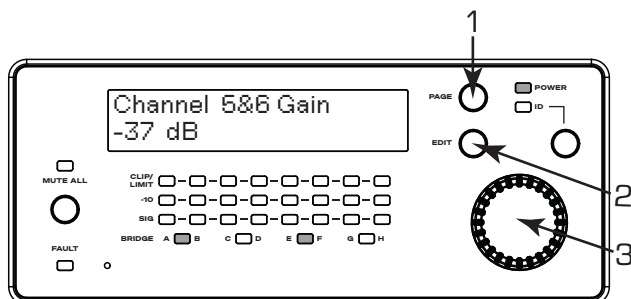 1
PAGE
POWER
ID
Channel 5&6 Gain
-37 dB
EDIT
2
MUTE ALL
CLIP/
LIMIT
-10
SIG
BRIDGE A B C D E F G H
3
FAULT